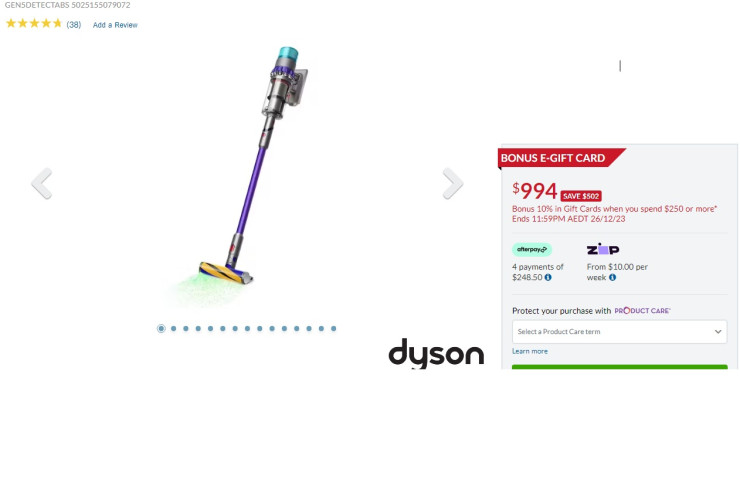 GEN5DETECTABS 5025155079072
(38) Add a Review
BONUS E-GIFT CARD
$994 SAVE $502
Bonus 10% in Gift Cards when you spend $250 or more*
Ends 11:59PM AEDT 26/12/23
afterpay
ZIP
4 payments of
$248.50
From $10.00 per
week
Protect your purchase with PRODUCT CARE
Select a Product Care term
Learn more
dyson